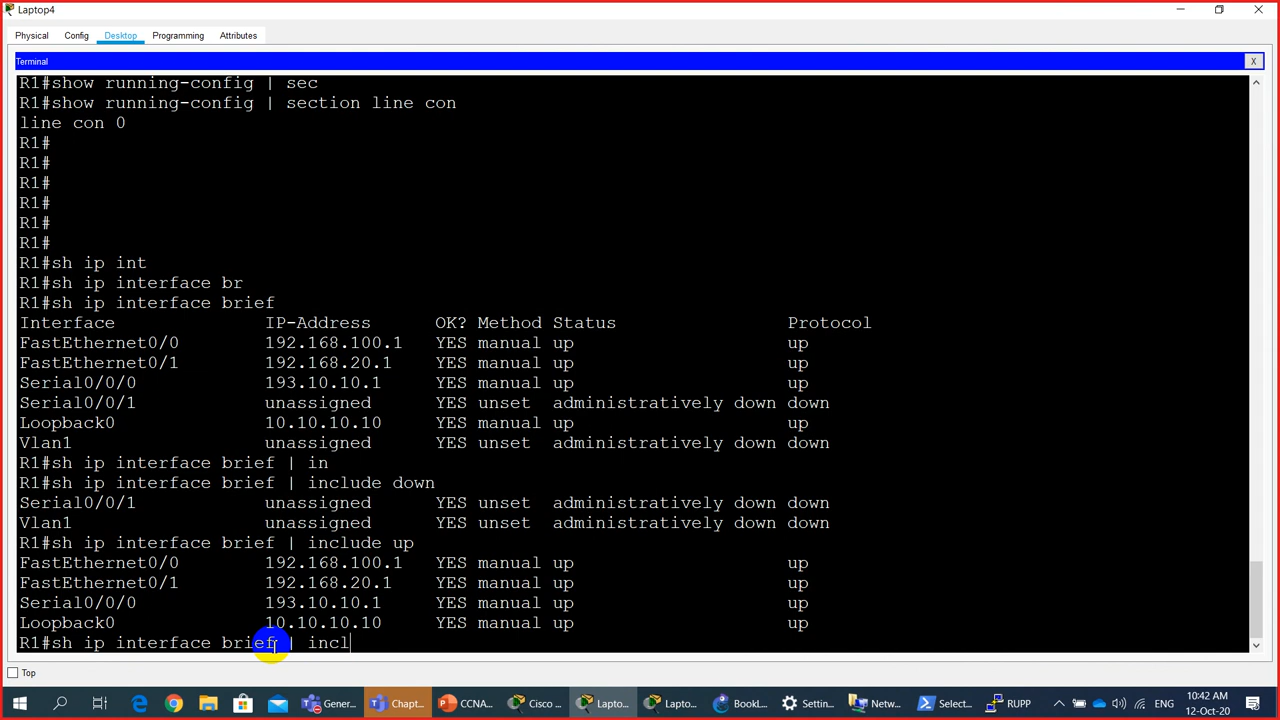 Laptop4
Physical Config Desktop Programming Attributes
Terminal X
R1#show running-config | sec
R1#show running-config | section line con
line con 0
R1#
R1#
R1#
R1#
R1#
R1#
R1#sh ip int
R1#sh ip interface br
R1#sh ip interface brief
Interface IP-Address OK? Method Status Protocol
FastEthernet0/0 192.168.100.1 YES manual up up
FastEthernet0/1 192.168.20.1 YES manual up up
Serial0/0/0 193.10.10.1 YES manual up up
Serial0/0/1 unassigned YES unset administratively down down
Loopback0 10.10.10.10 YES manual up up
Vlan1 unassigned YES unset administratively down down
R1#sh ip interface brief | in
R1#sh ip interface brief | include down
Serial0/0/1 unassigned YES unset administratively down down
Vlan1 unassigned YES unset administratively down down
R1#sh ip interface brief | include up
FastEthernet0/0 192.168.100.1 YES manual up up
FastEthernet0/1 192.168.20.1 YES manual up up
Serial0/0/0 193.10.10.1 YES manual up up
Loopback0 10.10.10.10 YES manual up up
R1#sh ip interface brief | incl
Top
Gener... Chapt... CCNA... Cisco ... Lapto... Lapto... BookL... Settin... Netw... Select... RUPP ENG 10:42 AM
12-Oct-20